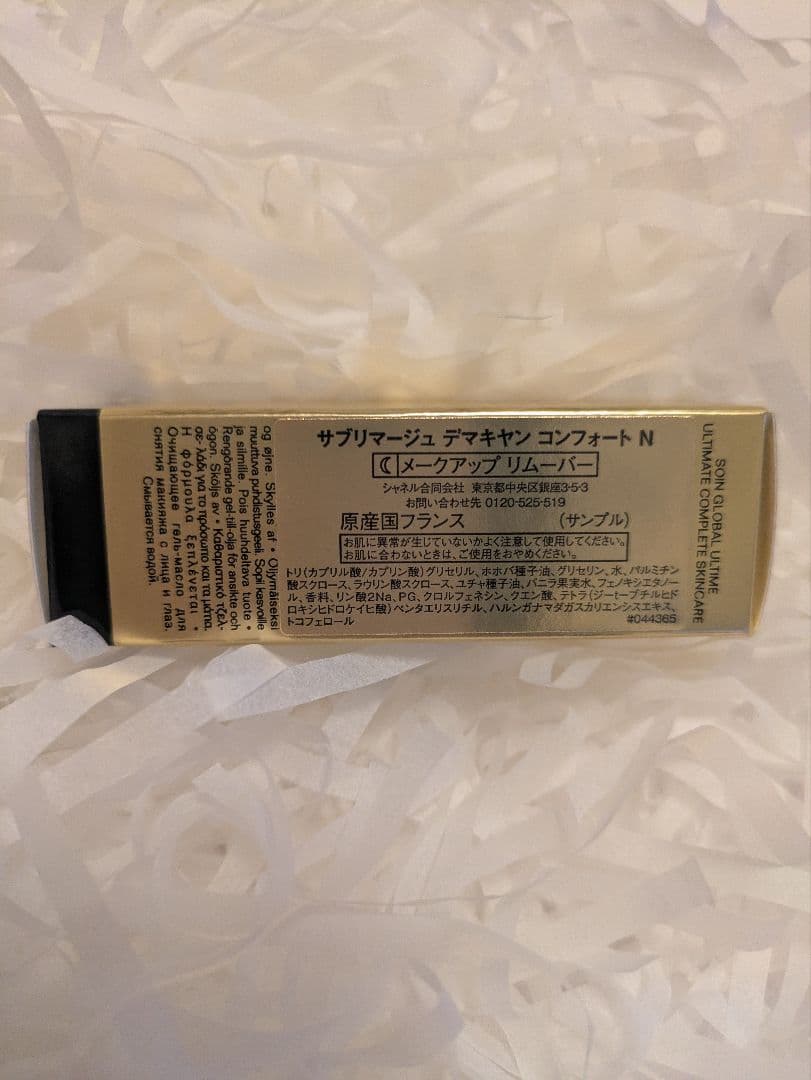 サブリマージュ デマキヤン コンフォート N
メークアップ リムーバー
シャネル合同会社 東京都中央区銀座3-5-3
お問い合わせ先 0120-525-519
原産国フランス (サンプル)
お肌に異常が生じていないかよく注意して使用してください。
お肌に合わないときは、ご使用をおやめください。
トリ(カプリル酸/カプリン酸)グリセリル、ホホバ種子油、グリセリン、水、パルミチン
酸スクロース、ラウリン酸スクロース、ユチャ種子油、バニラ果実水、フェノキシエタノー
ル、香料、リン酸2Na、PG、クロルフェネシン、クエン酸、テトラ(ジ-t-ブチルヒド
ロキシヒドロケイヒ酸)ペンタエリスリチル、ハルンガナマダガスカリエンシスエキス、
トコフェロール #044365
SOIN GLOBAL ULTIME
ULTIMATE COMPLETE SKINCARE
og øjne. Skylles af • Öljymäiseksi
muuttuva puhdistusgeeli. Sopii kasvoille
ja silmille. Pois huuhdeltava tuote •
Rengörande gel-till-olja för ansikte och
ögon. Sköljs av • Καθαριστικό τζελ-
σε-λάδι για το πρόσωπο και τα μάτια.
Η φόρμουλα ξεπλένεται •
Очищающее гель-масло для
снятия макияжа с лица и глаз.
Смывается водой.